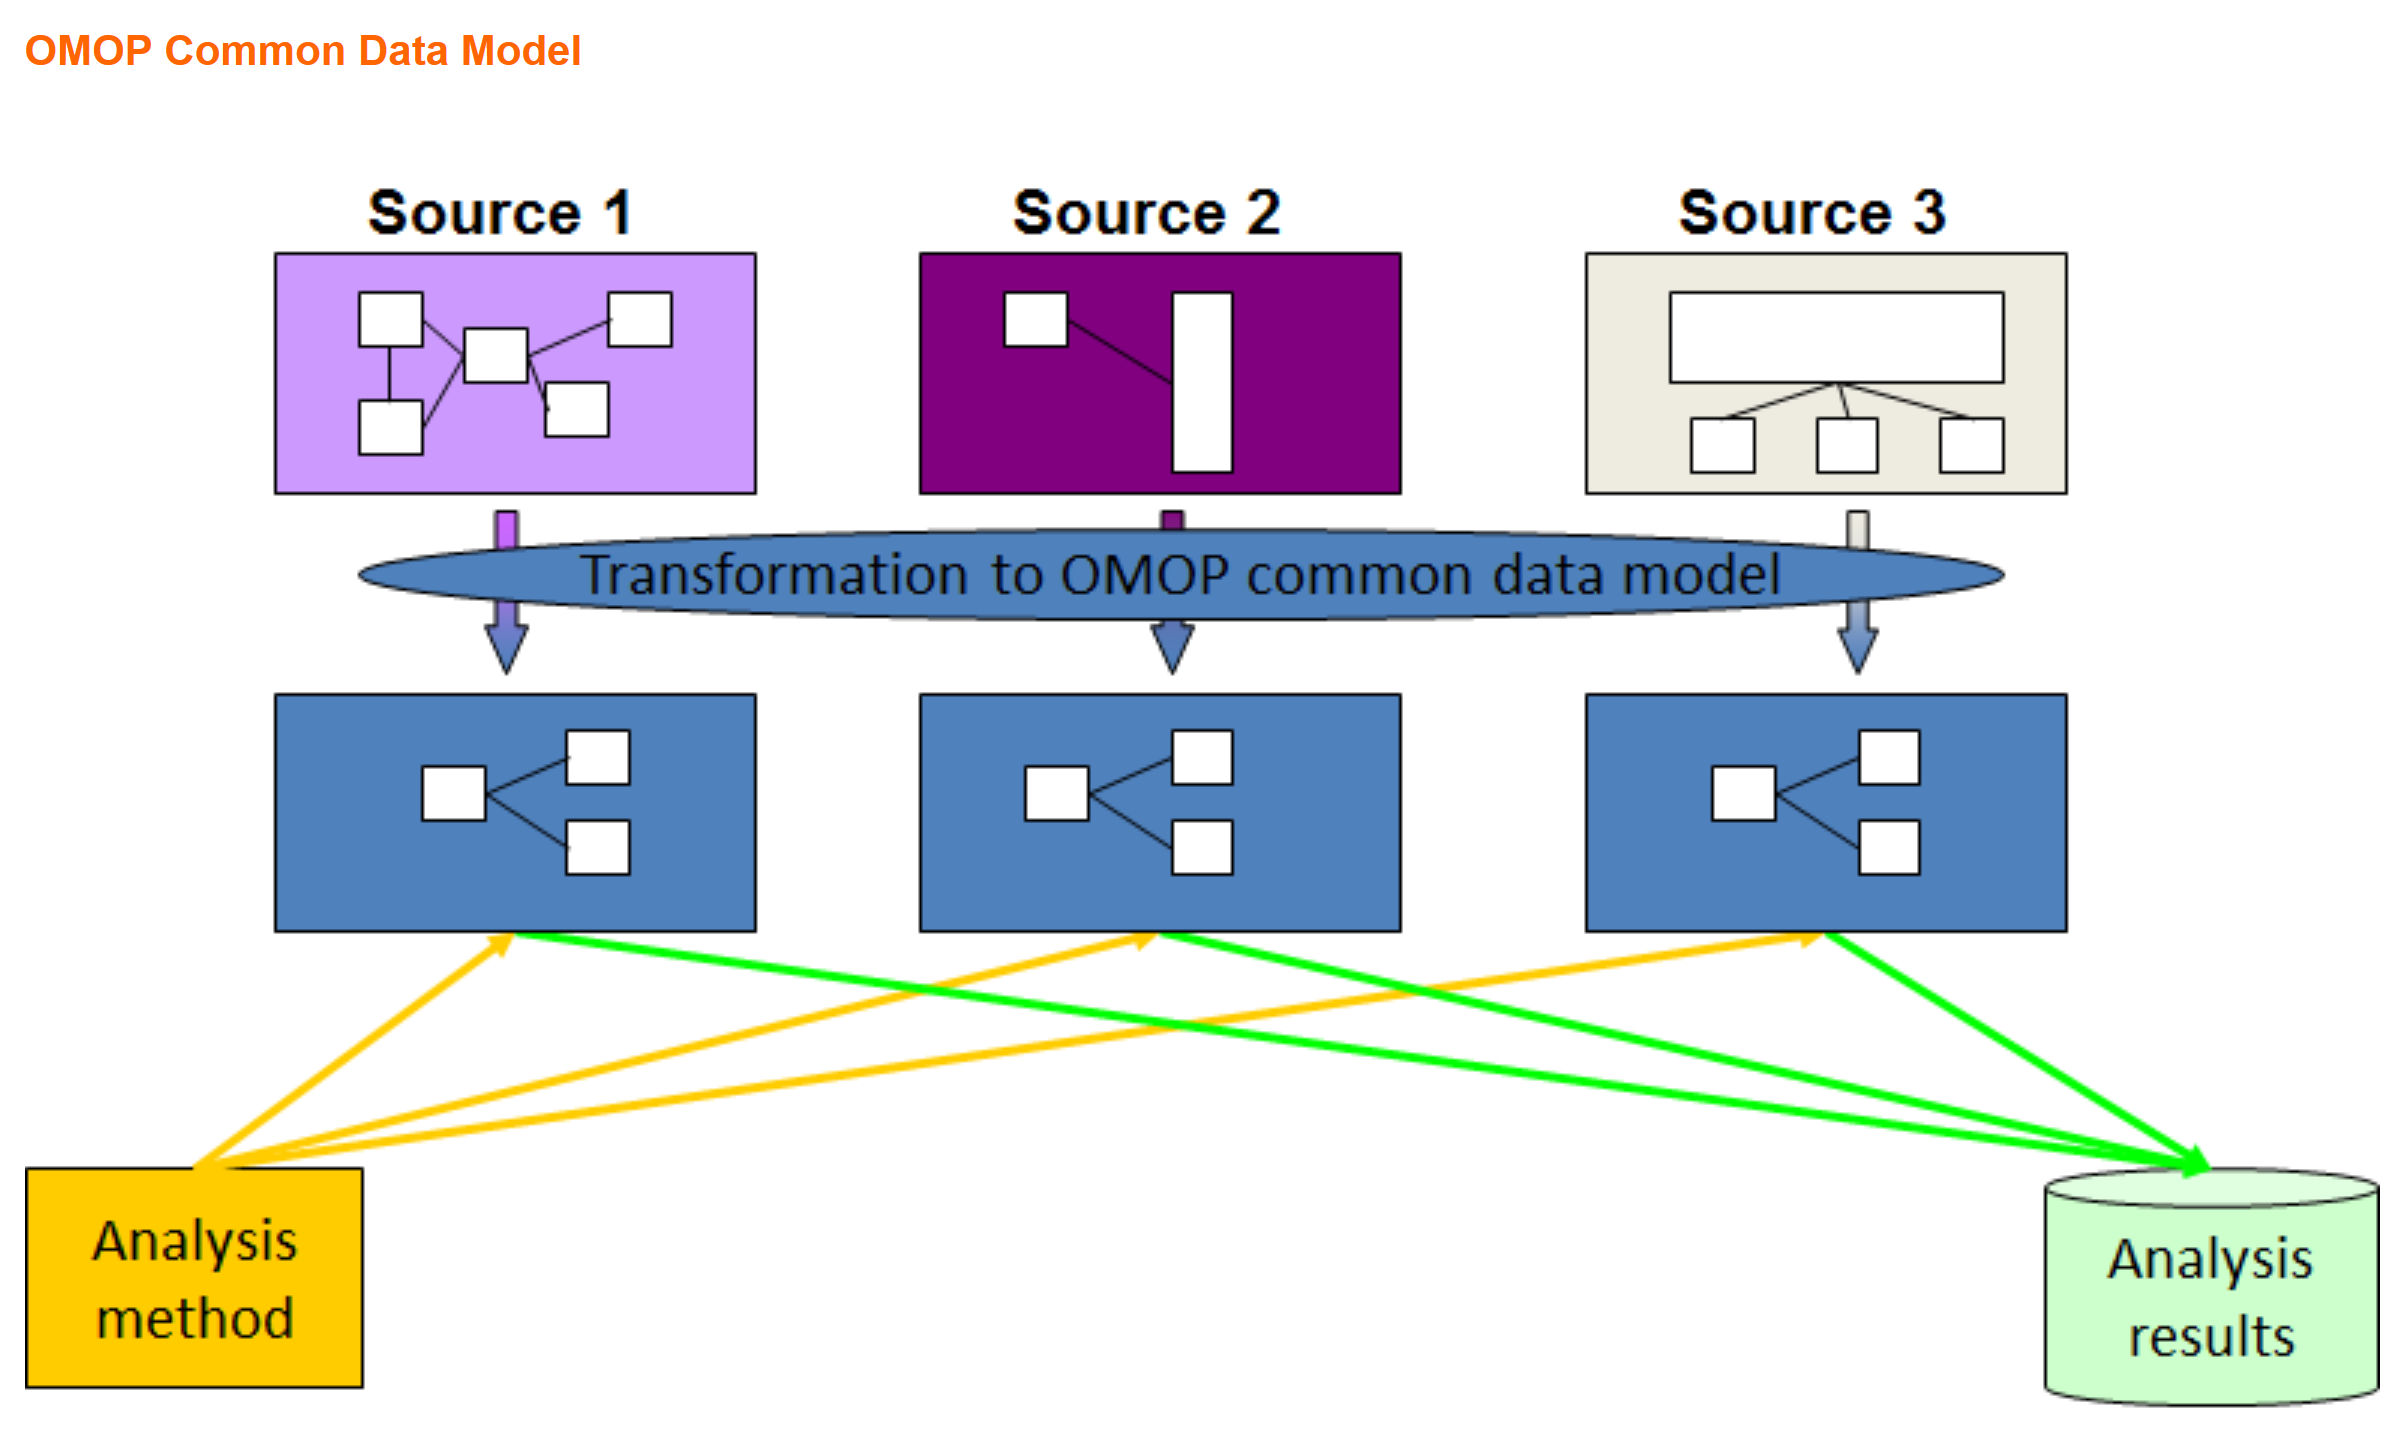 OMOP Common Data Model
Source 1
Source 2
Source 3
Transformation to OMOP common data model
Analysis
method
Analysis
results